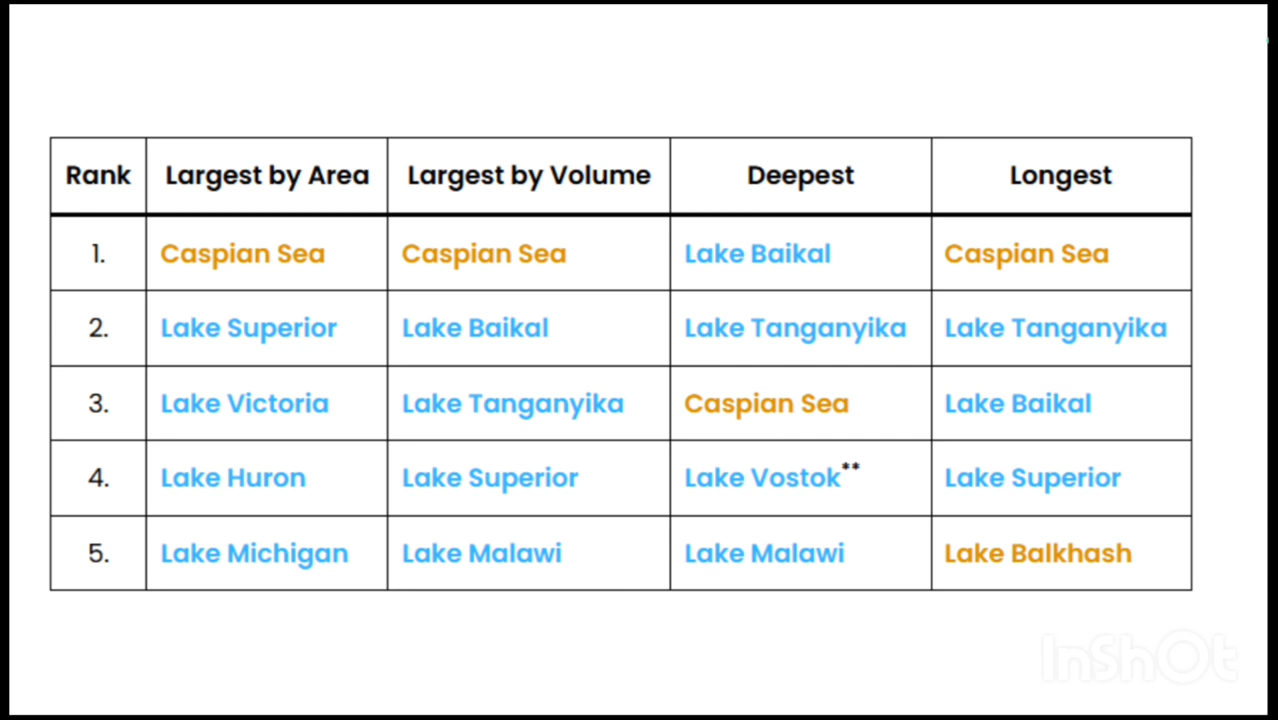 Rank Largest by Area Largest by Volume Deepest Longest
1. Caspian Sea Caspian Sea Lake Baikal Caspian Sea
2. Lake Superior Lake Baikal Lake Tanganyika Lake Tanganyika
3. Lake Victoria Lake Tanganyika Caspian Sea Lake Baikal
4. Lake Huron Lake Superior Lake Vostok** Lake Superior
5. Lake Michigan Lake Malawi Lake Malawi Lake Balkhash
InShOt